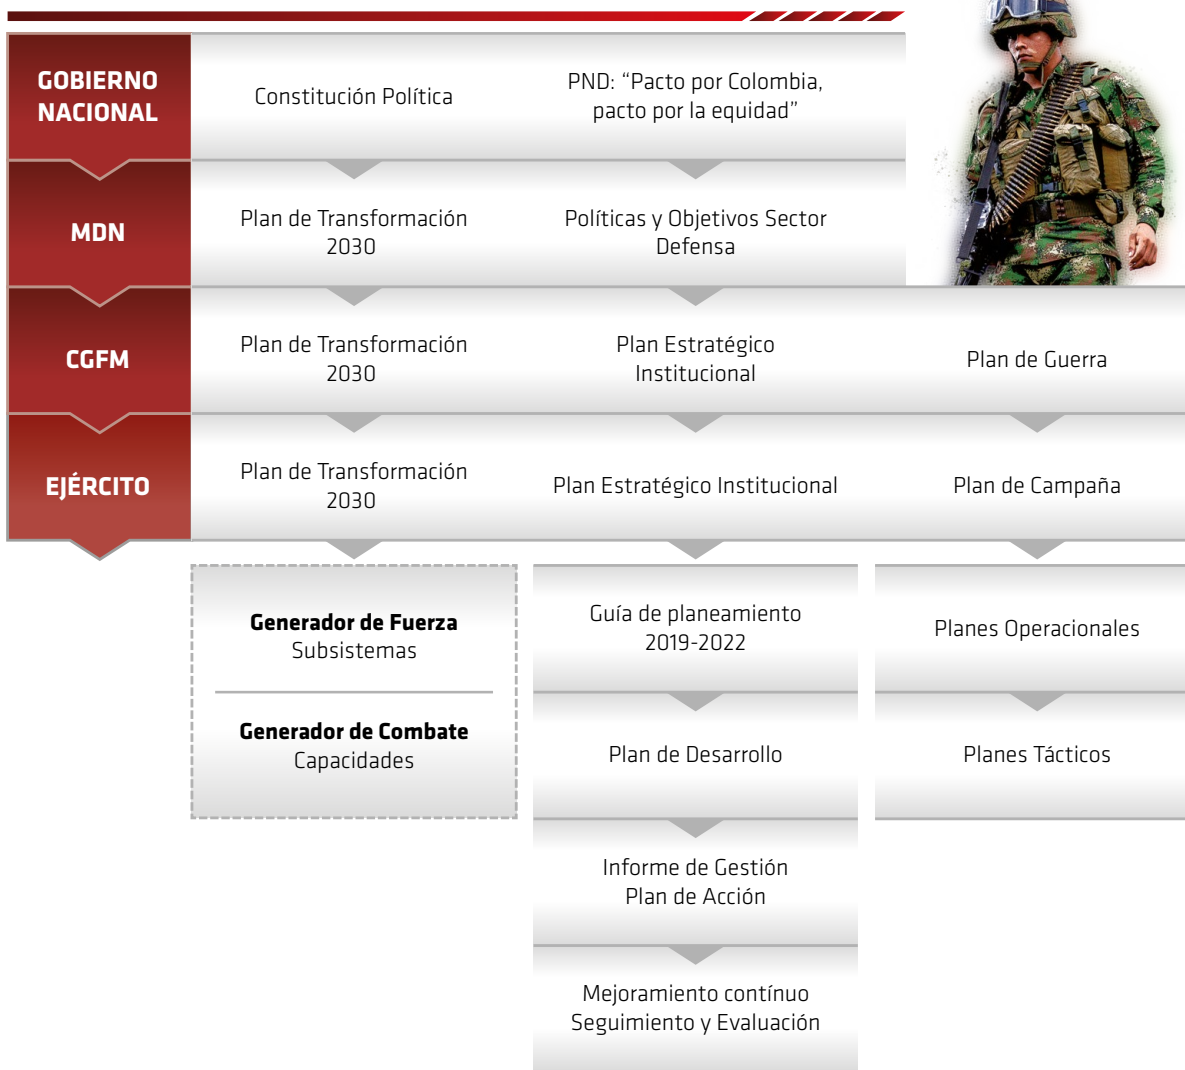 GOBIERNO
NACIONAL
Constitución Política
PND: “Pacto por Colombia,
pacto por la equidad”
MDN
Plan de Transformación
2030
Políticas y Objetivos Sector
Defensa
CGFM
Plan de Transformación
2030
Plan Estratégico
Institucional
Plan de Guerra
EJÉRCITO
Plan de Transformación
2030
Plan Estratégico Institucional
Plan de Campaña
Generador de Fuerza
Subsistemas
Generador de Combate
Capacidades
Guía de planeamiento
2019-2022
Planes Operacionales
Plan de Desarrollo
Planes Tácticos
Informe de Gestión
Plan de Acción
Mejoramiento contínuo
Seguimiento y Evaluación